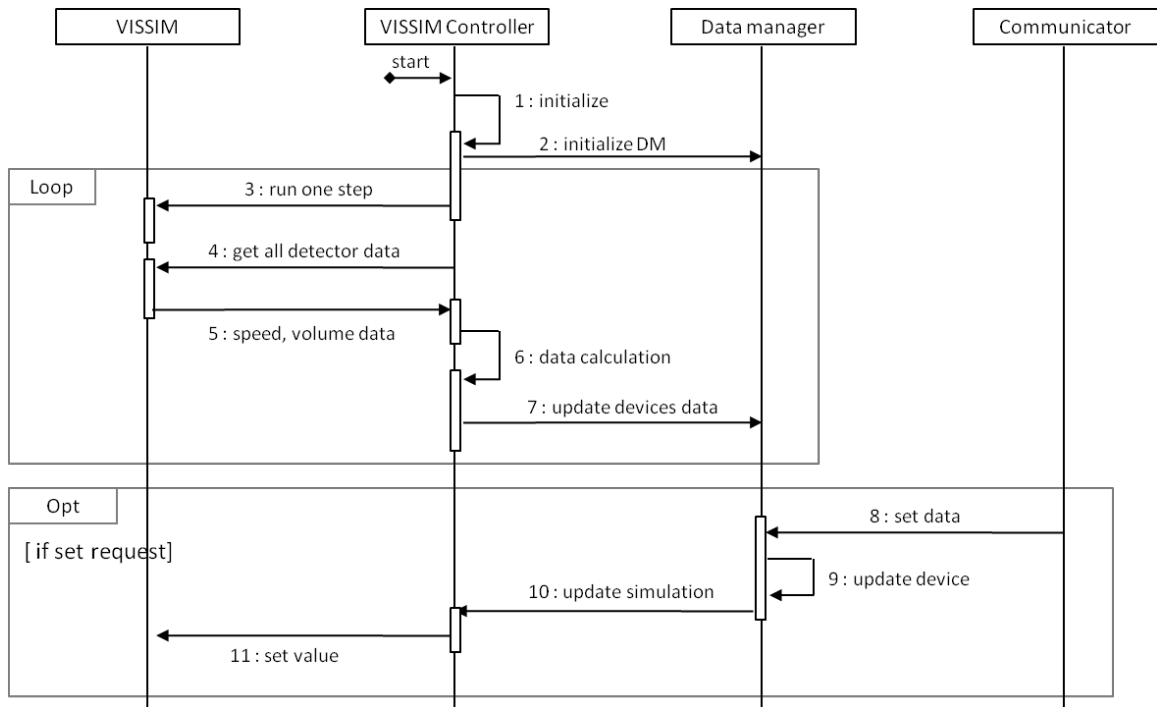 VISSIM
VISSIM Controller
Data manager
Communicator
start
1 : initialize
2 : initialize DM
Loop
3 : run one step
4 : get all detector data
5 : speed, volume data
6 : data calculation
7 : update devices data
Opt
8 : set data
[ if set request]
9 : update device
10 : update simulation
11 : set value